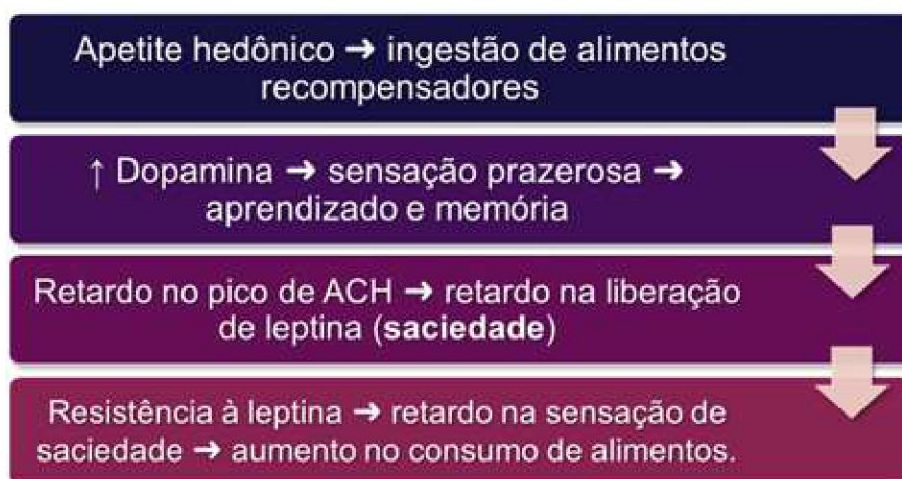 Apetite hedônico ➔ ingestão de alimentos
recompensadores
↑ Dopamina ➔ sensação prazerosa ➔
aprendizado e memória
Retardo no pico de ACH ➔ retardo na liberação
de leptina (saciedade)
Resistência à leptina ➔ retardo na sensação de
saciedade ➔ aumento no consumo de alimentos.